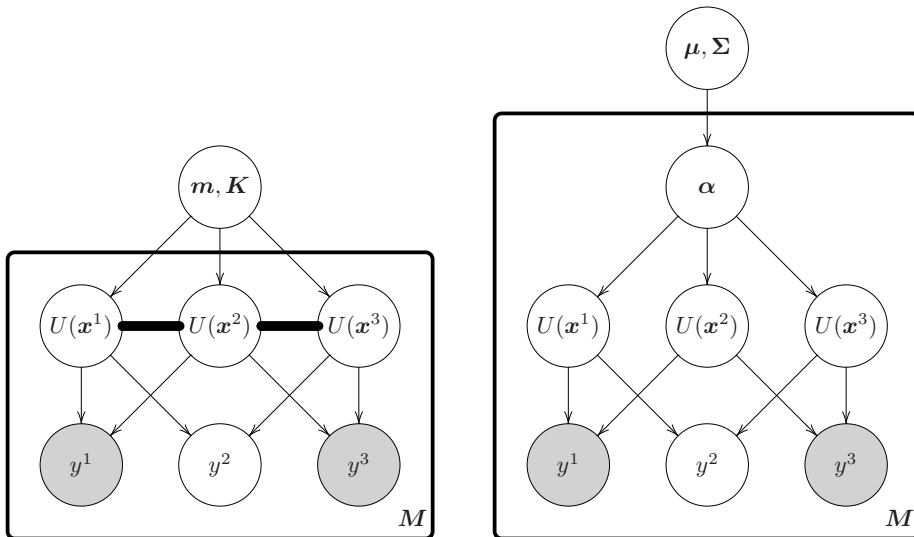 μ, Σ
m, K
α
U(x¹) U(x²) U(x³)
U(x¹) U(x²) U(x³)
y¹ y² y³
y¹ y² y³
M
M